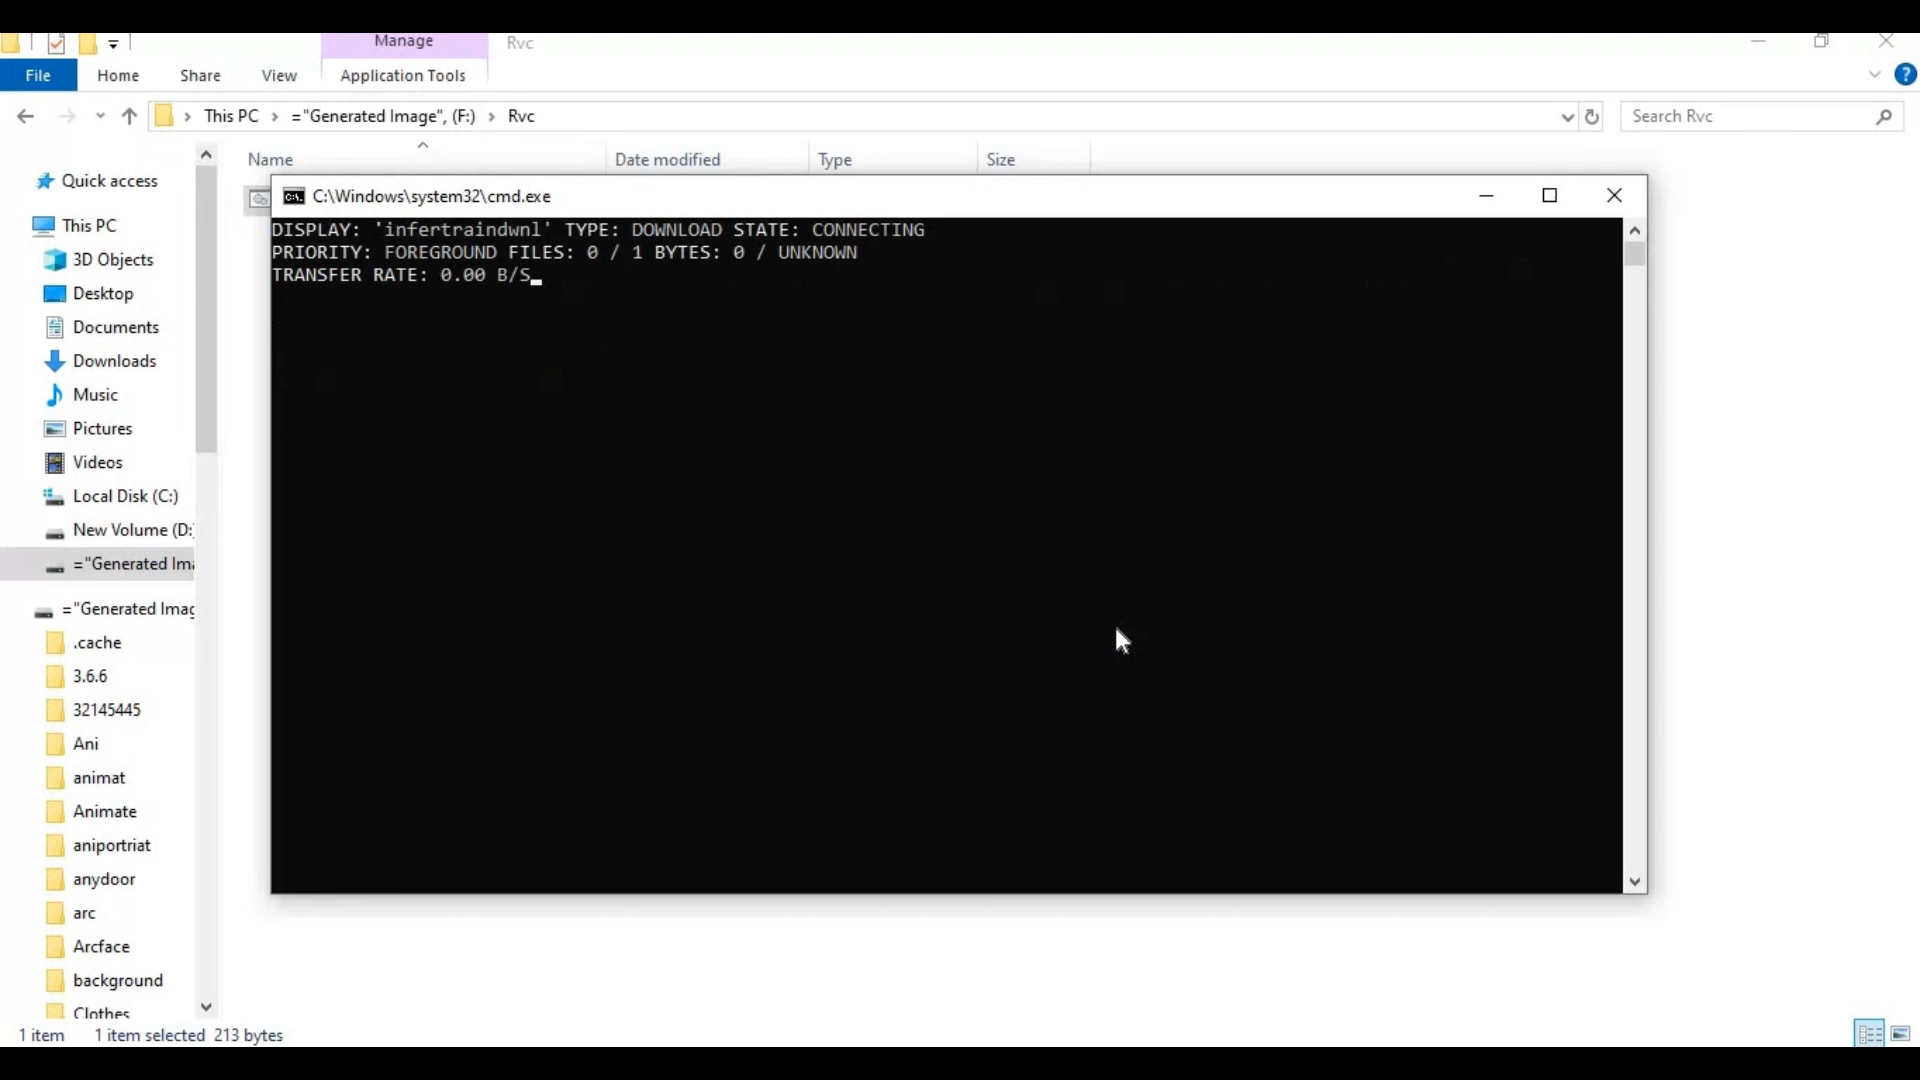 Manage
Rvc
File
Home
Share
View
Application Tools
This PC
="Generated Image", (F:)
Rvc
Search Rvc
Name
Date modified
Type
Size
Quick access
This PC
3D Objects
Desktop
Documents
Downloads
Music
Pictures
Videos
Local Disk (C:)
New Volume (D:
="Generated Ima
="Generated Imag
.cache
3.6.6
32145445
Ani
animat
Animate
aniportriat
anydoor
arc
Arcface
background
Clothes
C:\Windows\system32\cmd.exe
DISPLAY: 'infertraindwnl' TYPE: DOWNLOAD STATE: CONNECTING
PRIORITY: FOREGROUND FILES: 0 / 1 BYTES: 0 / UNKNOWN
TRANSFER RATE: 0.00 B/S
1 item
1 item selected 213 bytes